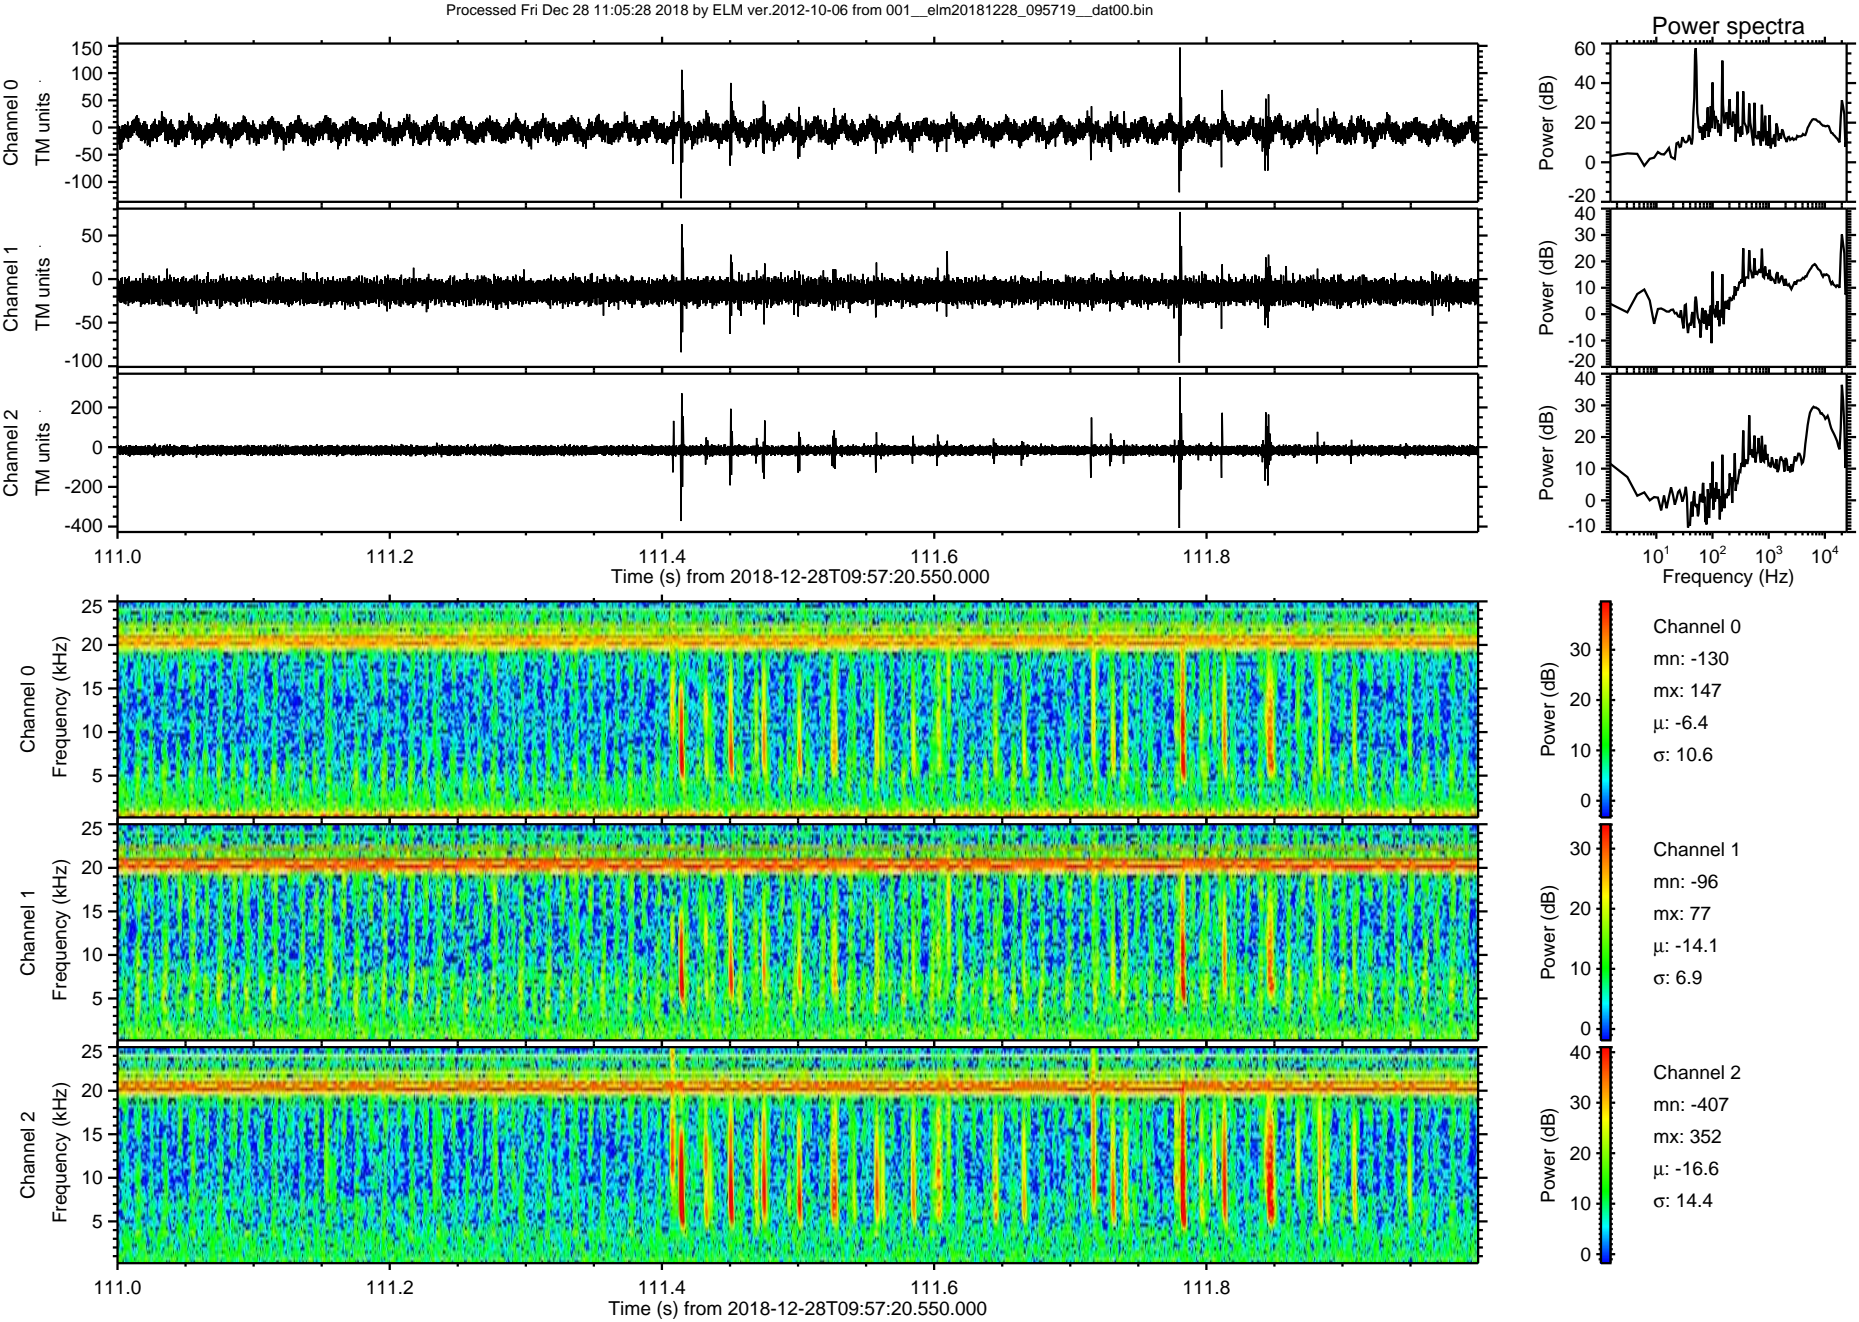 Processed Fri Dec 28 11:05:28 2018 by ELM ver.2012-10-06 from 001__elm20181228_095719__dat00.bin
Power spectra
Channel 0
TM units
150
100
50
0
-50
-100
Power (dB)
60
40
20
0
-20
Channel 1
TM units
50
0
-50
-100
Power (dB)
40
30
20
10
0
-10
-20
Channel 2
TM units
200
0
-200
-400
Power (dB)
40
30
20
10
0
-10
111.0 111.2 111.4 111.6 111.8
Time (s) from 2018-12-28T09:57:20.550.000
10¹ 10² 10³ 10⁴
Frequency (Hz)
Channel 0
Frequency (kHz)
25
20
15
10
5
Power (dB)
30
20
10
0
Channel 0
mn: -130
mx: 147
μ: -6.4
σ: 10.6
Channel 1
Frequency (kHz)
25
20
15
10
5
Power (dB)
30
20
10
0
Channel 1
mn: -96
mx: 77
μ: -14.1
σ: 6.9
Channel 2
Frequency (kHz)
25
20
15
10
5
Power (dB)
40
30
20
10
0
Channel 2
mn: -407
mx: 352
μ: -16.6
σ: 14.4
111.0 111.2 111.4 111.6 111.8
Time (s) from 2018-12-28T09:57:20.550.000